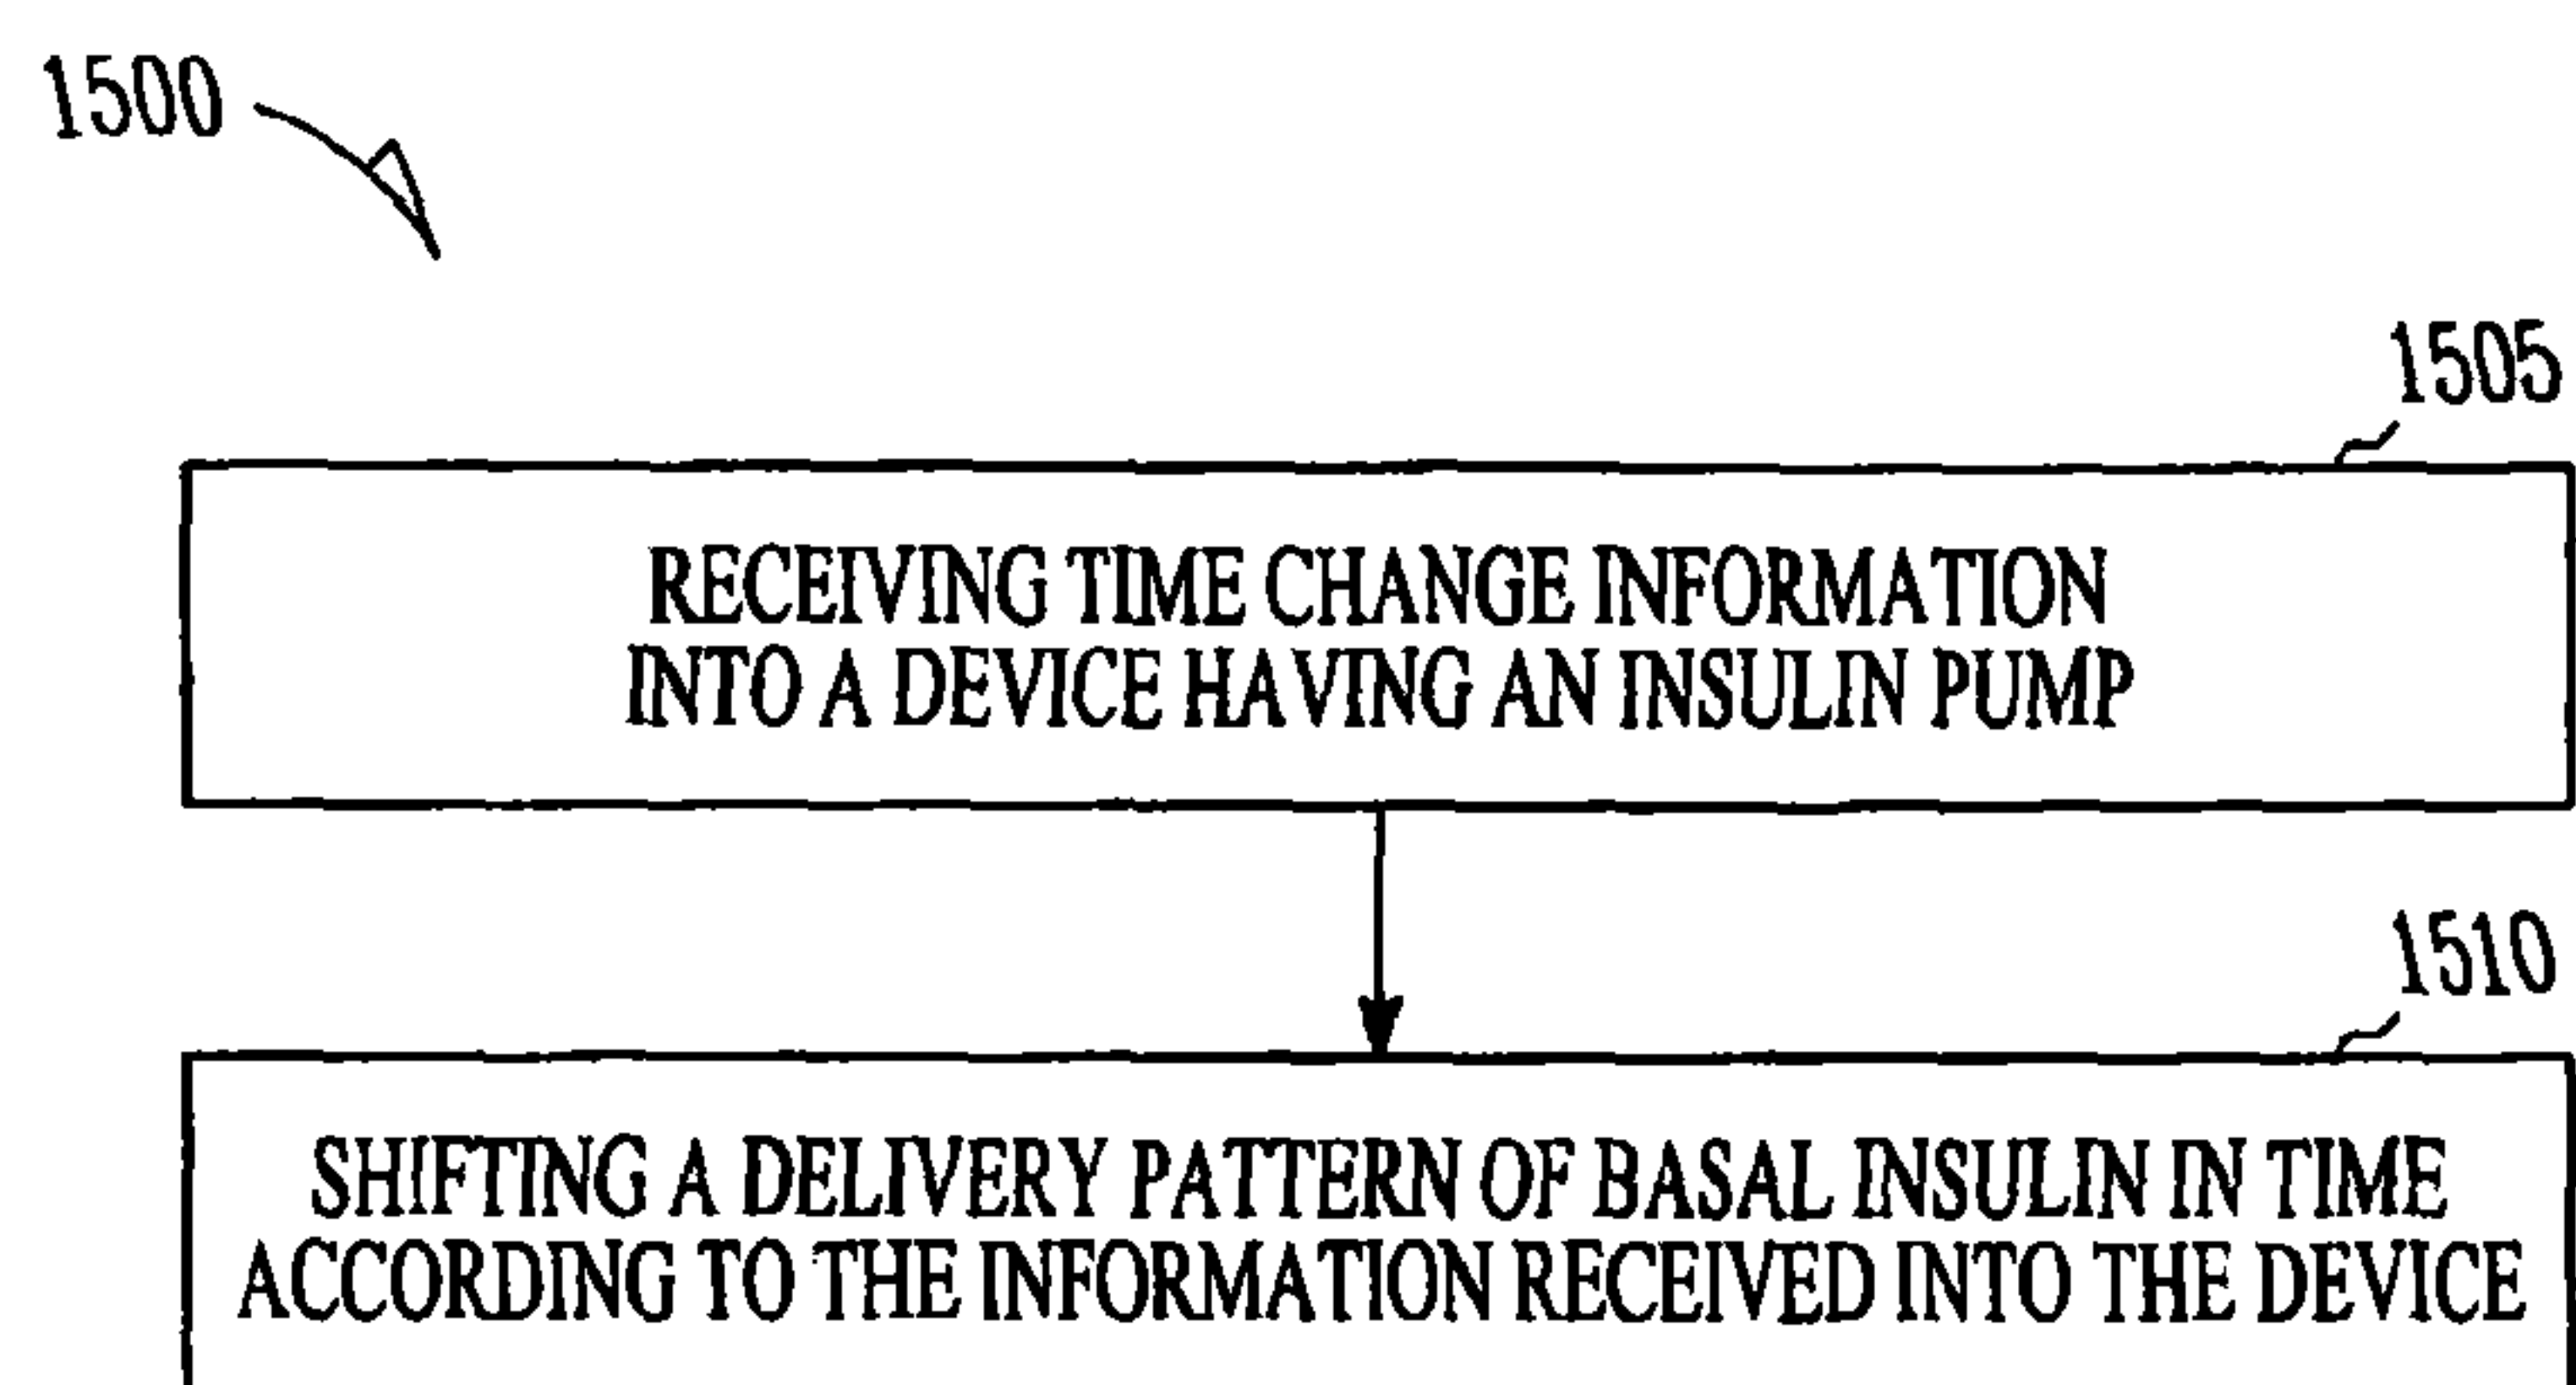 1500
1505
RECEIVING TIME CHANGE INFORMATION
INTO A DEVICE HAVING AN INSULIN PUMP
1510
SHIFTING A DELIVERY PATTERN OF BASAL INSULIN IN TIME
ACCORDING TO THE INFORMATION RECEIVED INTO THE DEVICE